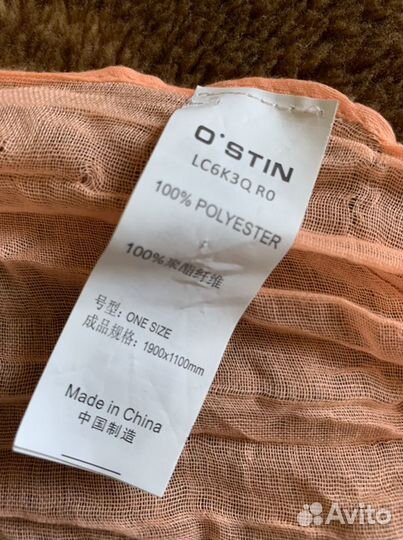 O'STIN
LC6K3Q R0
100% POLYESTER
100%聚酯纤维
号型: ONE SIZE
成品规格: 1900x1100mm
Made in China
中国制造
Avito